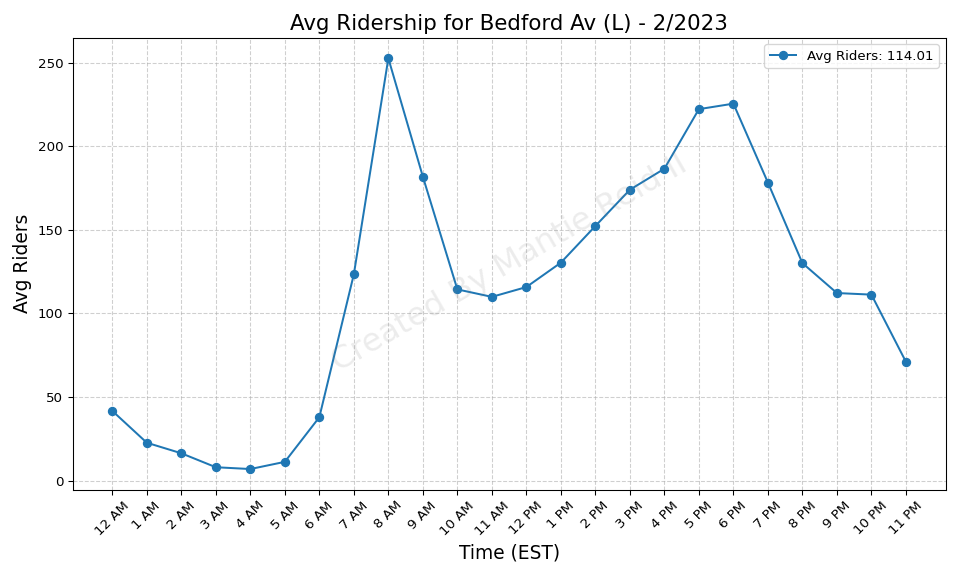 Avg Ridership for Bedford Av (L) - 2/2023
Avg Riders: 114.01
250
200
150
100
50
0
Avg Riders
Created By Mantie Reid II
12 AM
1 AM
2 AM
3 AM
4 AM
5 AM
6 AM
7 AM
8 AM
9 AM
10 AM
11 AM
12 PM
1 PM
2 PM
3 PM
4 PM
5 PM
6 PM
7 PM
8 PM
9 PM
10 PM
11 PM
Time (EST)